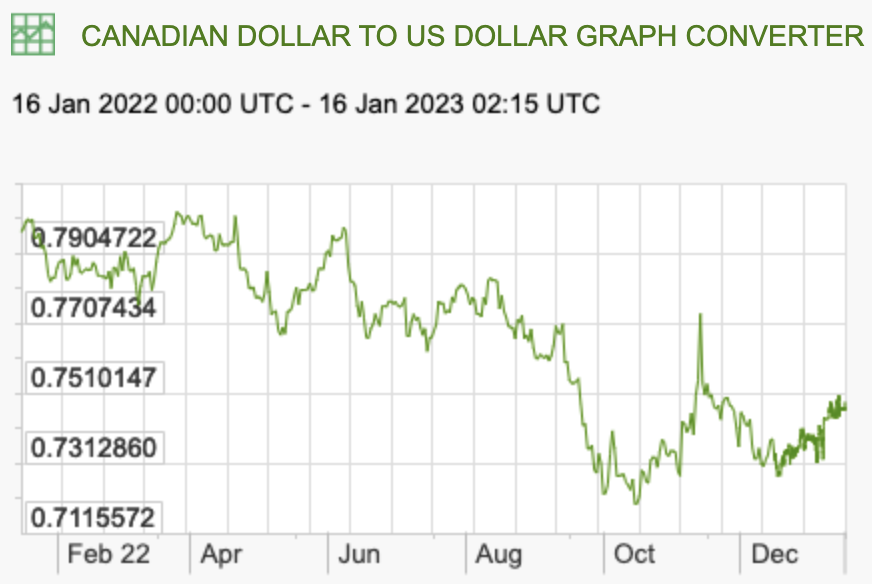 CANADIAN DOLLAR TO US DOLLAR GRAPH CONVERTER
16 Jan 2022 00:00 UTC - 16 Jan 2023 02:15 UTC
0.7904722
0.7707434
0.7510147
0.7312860
0.7115572
Feb 22 Apr Jun Aug Oct Dec